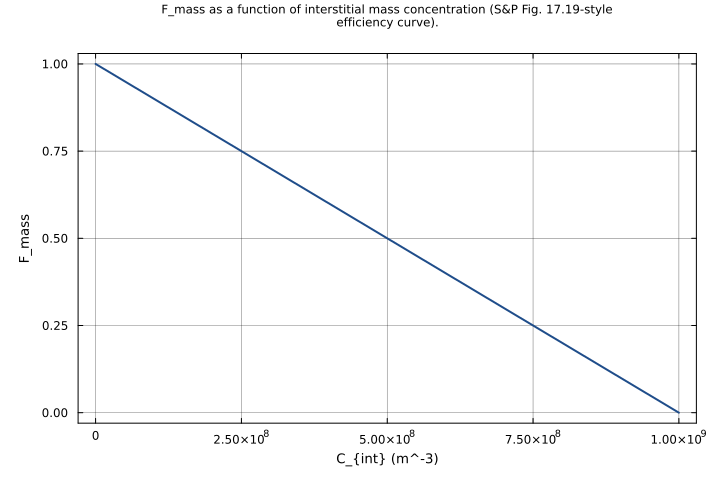 F_mass as a function of interstitial mass concentration (S&P Fig. 17.19-style
efficiency curve).
1.00
0.75
0.50
0.25
0.00
F_mass
0
2.50×10⁸
5.00×10⁸
7.50×10⁸
1.00×10⁹
C_{int} (m^-3)